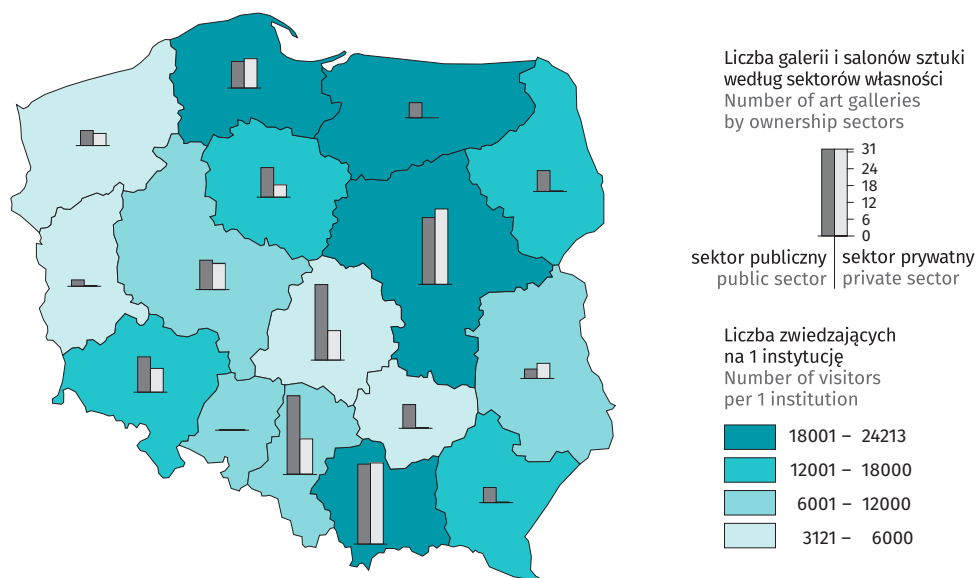 Liczba galerii i salonów sztuki
według sektorów własności
Number of art galleries
by ownership sectors
31
24
18
12
6
0
sektor publiczny
public sector
sektor prywatny
private sector
Liczba zwiedzających
na 1 instytucję
Number of visitors
per 1 institution
18001 – 24213
12001 – 18000
6001 – 12000
3121 – 6000